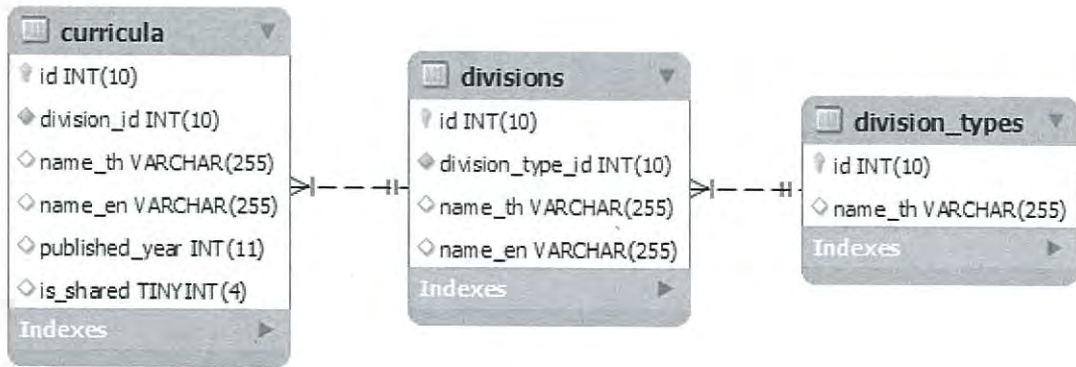 curricula
id INT(10)
division_id INT(10)
name_th VARCHAR(255)
name_en VARCHAR(255)
published_year INT(11)
is_shared TINYINT(4)
Indexes
divisions
id INT(10)
division_type_id INT(10)
name_th VARCHAR(255)
name_en VARCHAR(255)
Indexes
division_types
id INT(10)
name_th VARCHAR(255)
Indexes